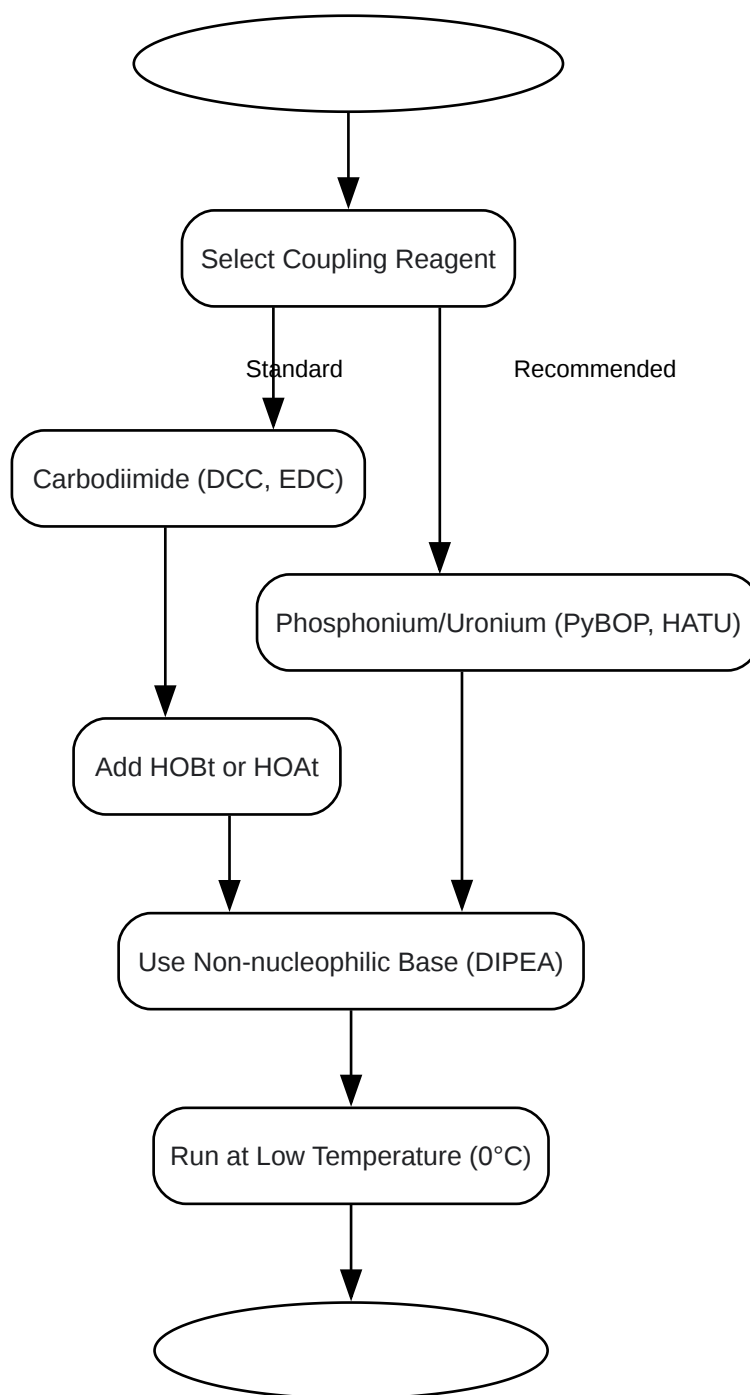 Select Coupling Reagent
Standard
Recommended
Carbodiimide (DCC, EDC)
Phosphonium/Uronium (PyBOP, HATU)
Add HOBt or HOAt
Use Non-nucleophilic Base (DIPEA)
Run at Low Temperature (0°C)